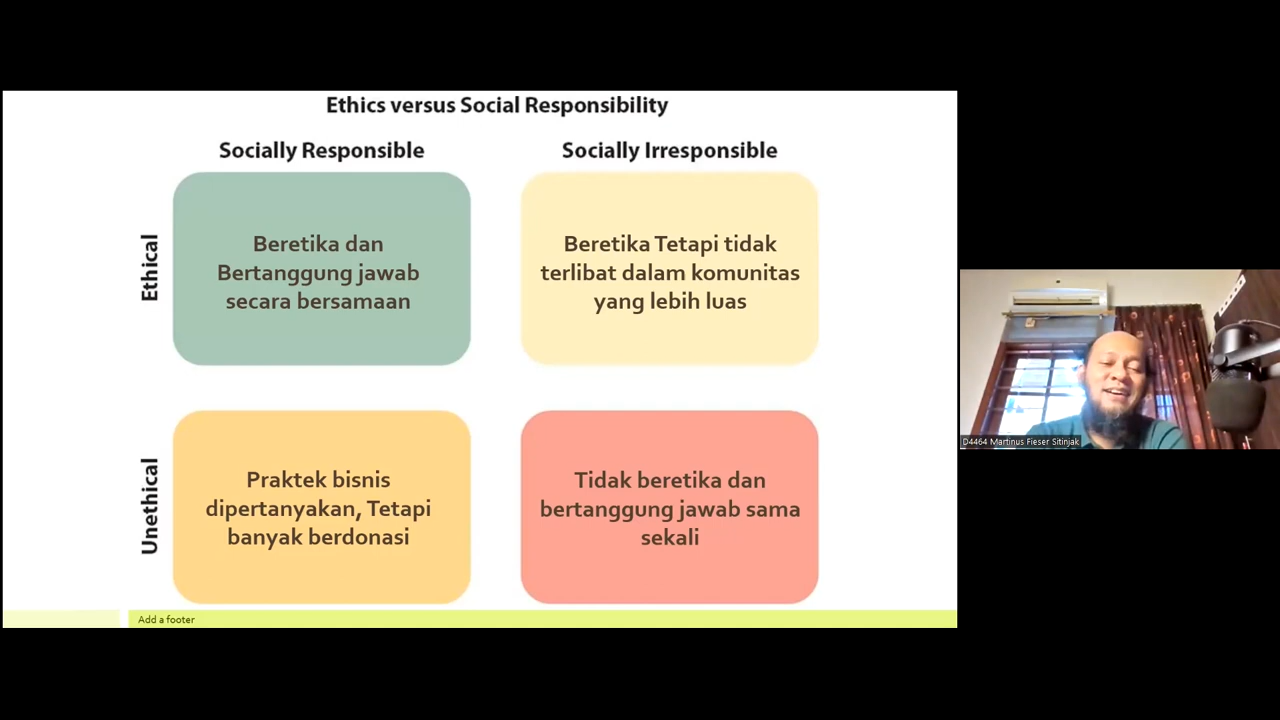 Ethics versus Social Responsibility
Socially Responsible
Socially Irresponsible
Ethical
Beretika dan
Bertanggung jawab
secara bersamaan
Beretika Tetapi tidak
terlibat dalam komunitas
yang lebih luas
Unethical
Praktek bisnis
dipertanyakan, Tetapi
banyak berdonasi
Tidak beretika dan
bertanggung jawab sama
sekali
Add a footer
D4464 Martinus Fieser Sitinjak